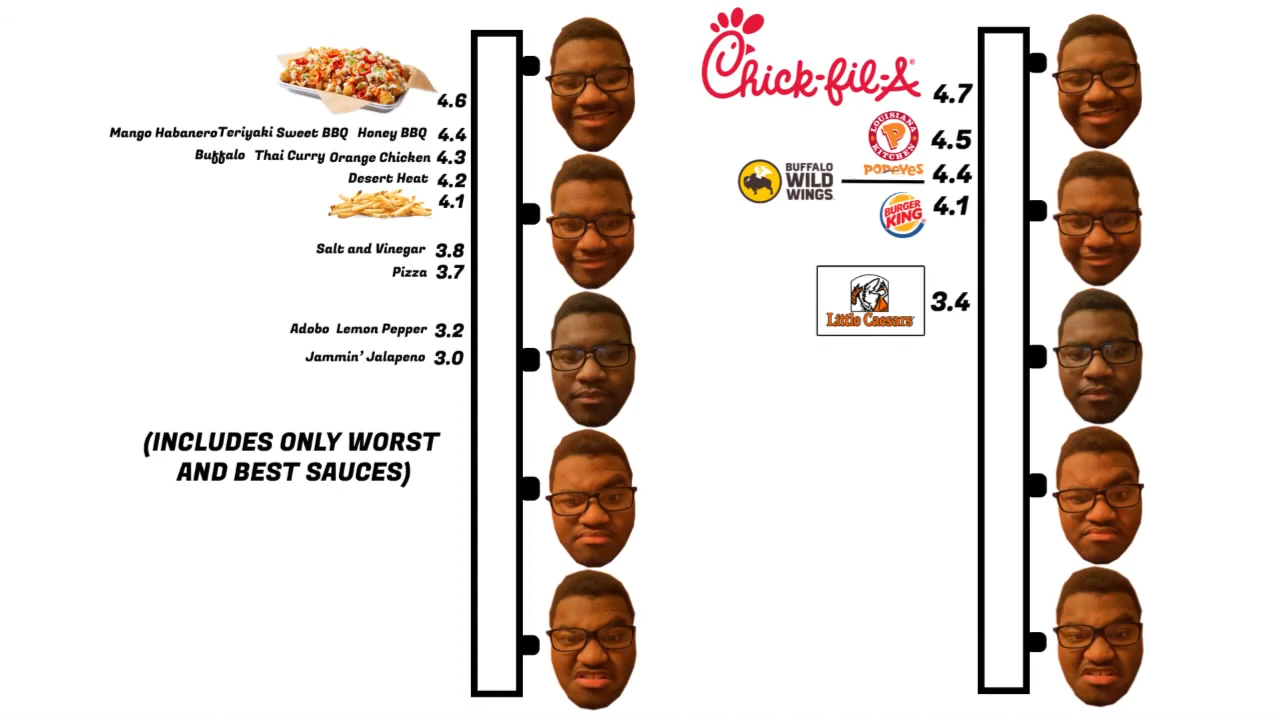 4.6
Mango Habanero Teriyaki Sweet BBQ Honey BBQ 4.4
Buffalo Thai Curry Orange Chicken 4.3
Desert Heat 4.2
4.1
Salt and Vinegar 3.8
Pizza 3.7
Adobo Lemon Pepper 3.2
Jammin' Jalapeno 3.0
(INCLUDES ONLY WORST
AND BEST SAUCES)
Chick-fil-A® 4.7
LOUISIANA
P
KITCHEN
4.5
POPEYES
BUFFALO
WILD
WINGS
4.4
BURGER
KING
4.1
Little Caesars
3.4